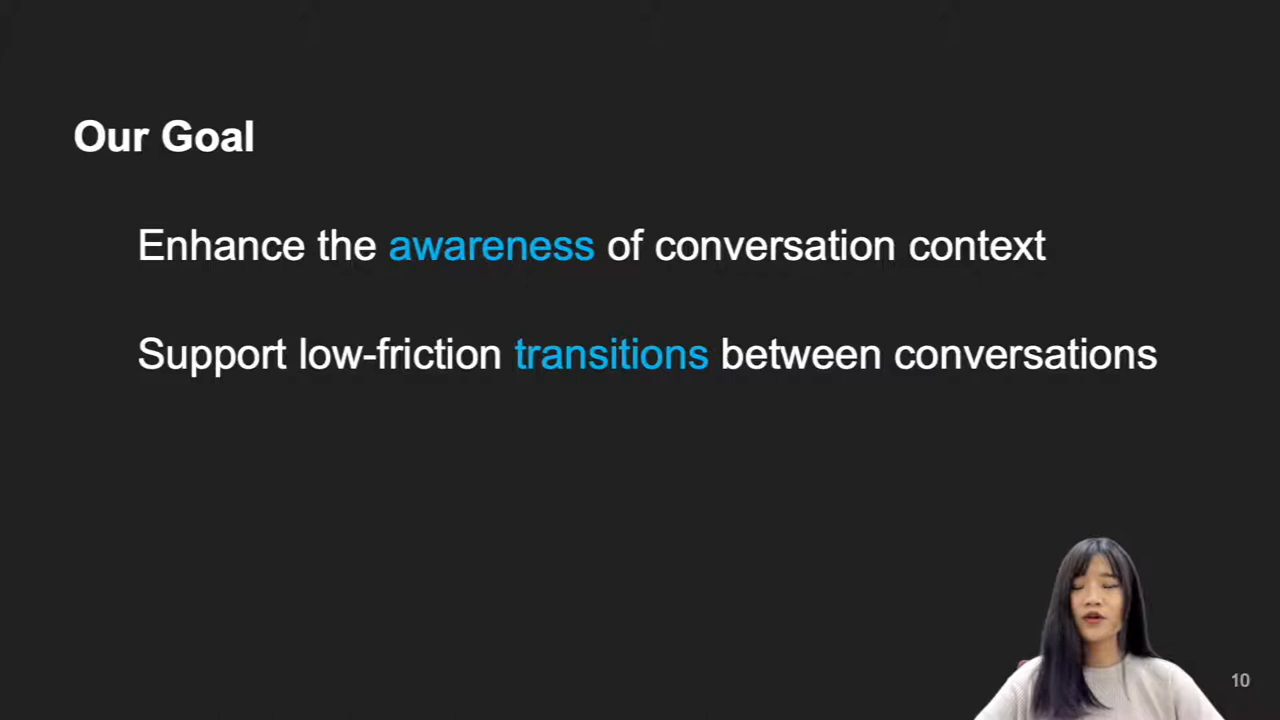 Our Goal
Enhance the awareness of conversation context
Support low-friction transitions between conversations
10